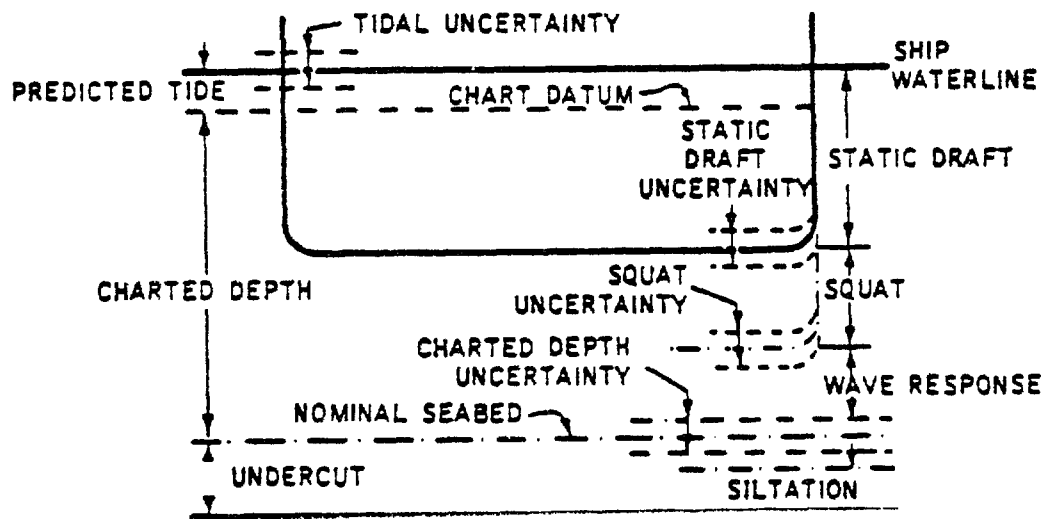 TIDAL UNCERTAINTY
SHIP
WATERLINE
PREDICTED TIDE
CHART DATUM
STATIC
DRAFT
UNCERTAINTY
STATIC DRAFT
CHARTED DEPTH
SQUAT
UNCERTAINTY
SQUAT
CHARTED DEPTH
UNCERTAINTY
WAVE RESPONSE
NOMINAL SEABED
UNDERCUT
SILTATION